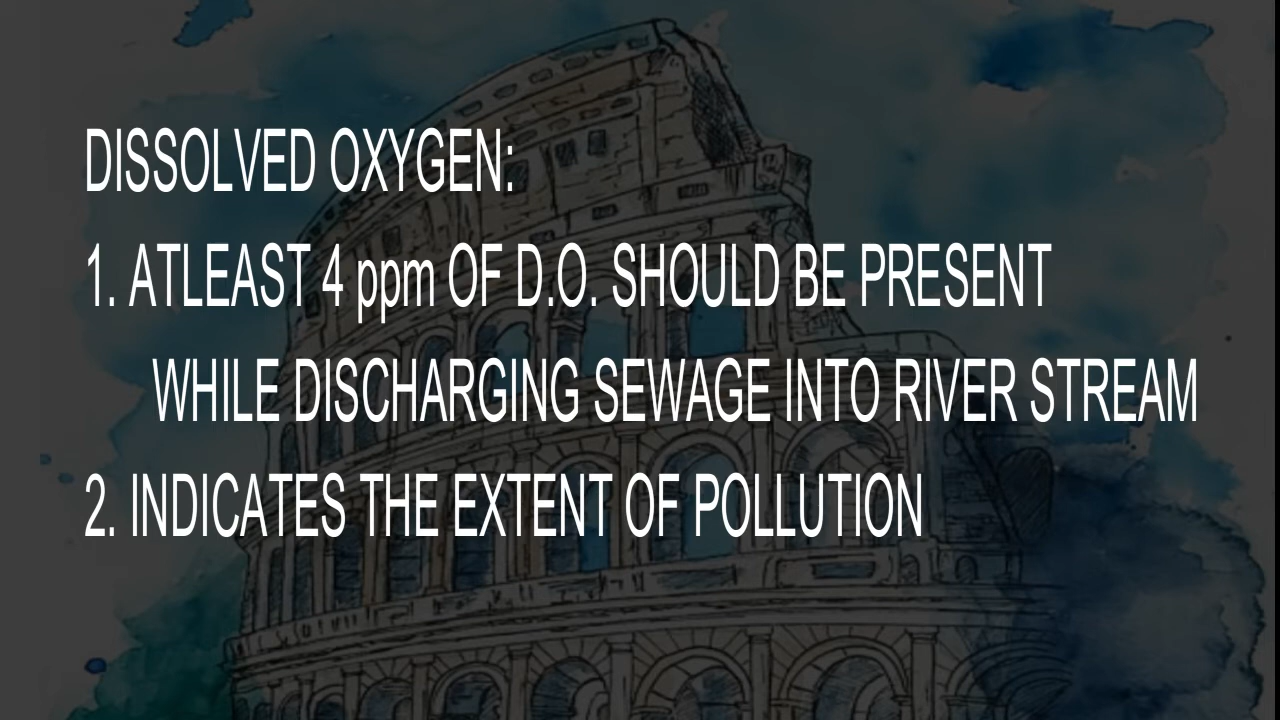 DISSOLVED OXYGEN:
1. ATLEAST 4 ppm OF D.O. SHOULD BE PRESENT
WHILE DISCHARGING SEWAGE INTO RIVER STREAM
2. INDICATES THE EXTENT OF POLLUTION